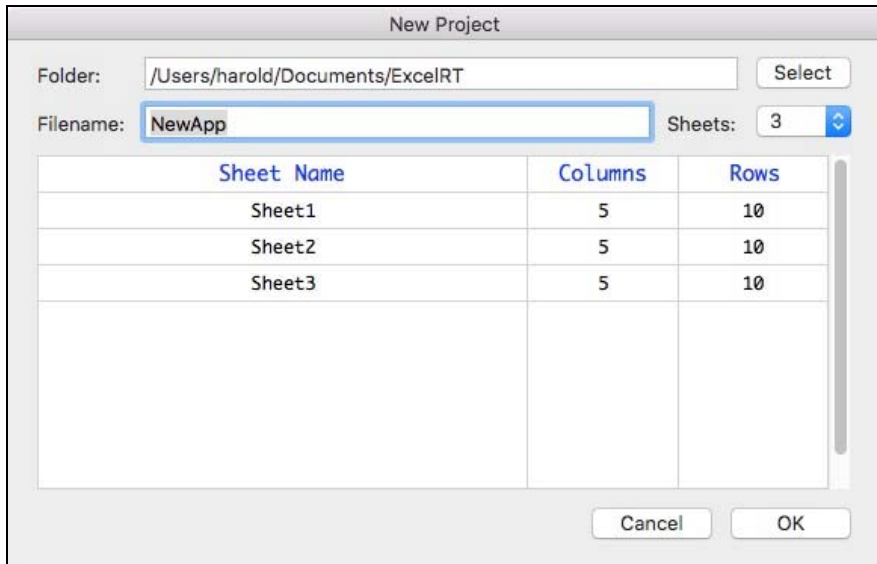 New Project
Folder: /Users/harold/Documents/ExcelRT Select
Filename: NewApp Sheets: 3
Sheet Name Columns Rows
Sheet1 5 10
Sheet2 5 10
Sheet3 5 10
Cancel OK